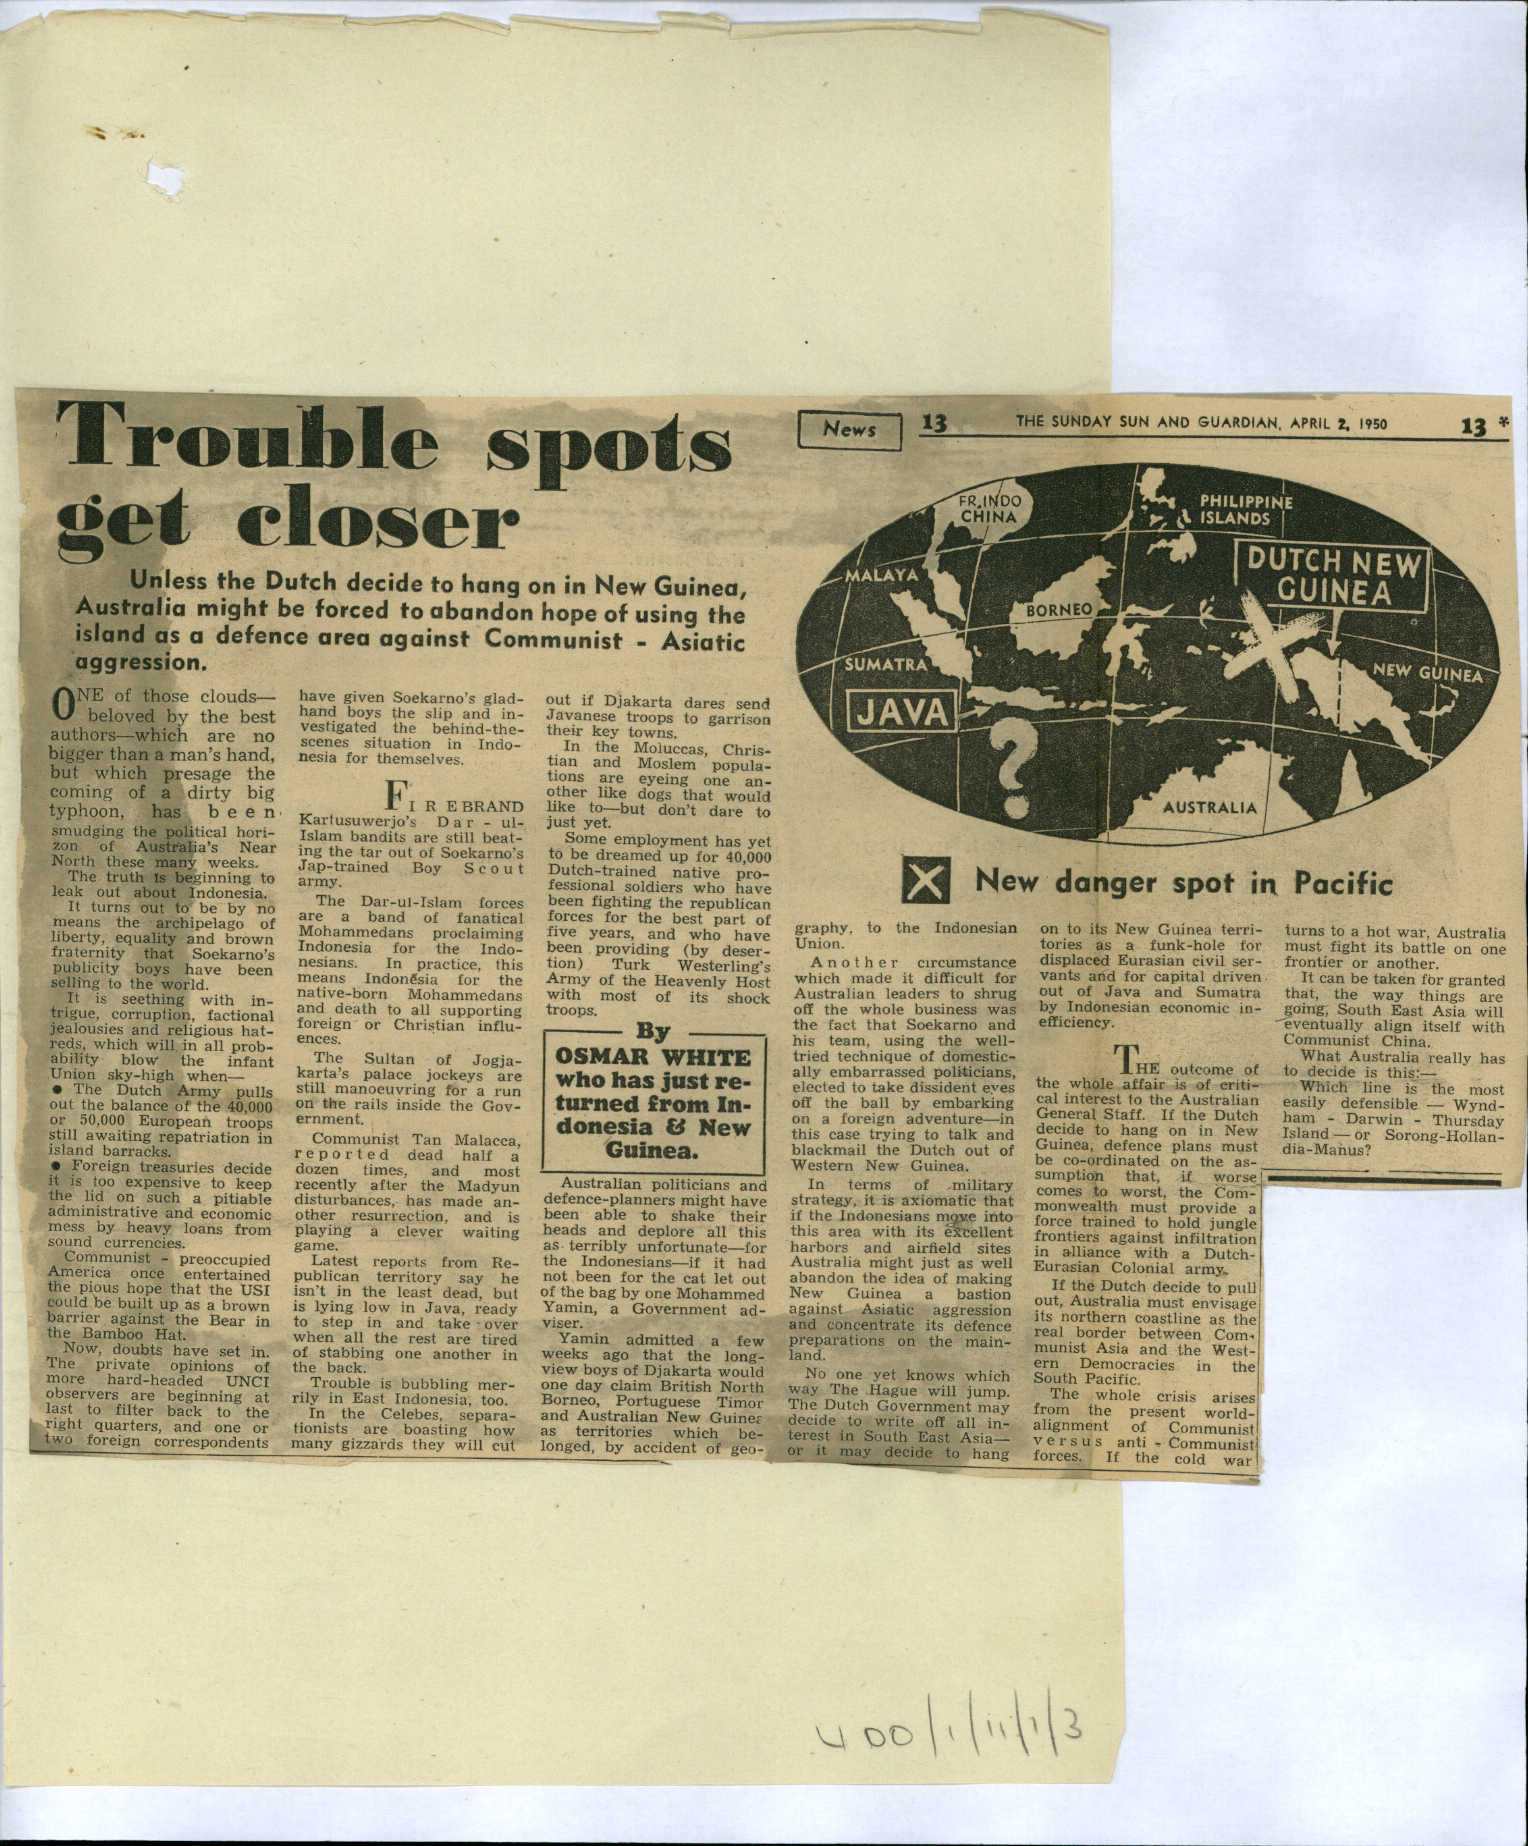 Trouble spots
get closer
Unless the Dutch decide to hang on in New Guinea,
Australia might be forced to abandon hope of using the
island as a defence area against Communist - Asiatic
aggression.
ONE of those clouds—
beloved by the best
authors—which are no
bigger than a man's hand,
but which presage the
coming of a dirty big
typhoon, has been
smudging the political hori-
zon of Australia's Near
North these many weeks.
The truth is beginning to
leak out about Indonesia.
It turns out to be by no
means the archipelago of
liberty, equality and brown
fraternity that Soekarno's
publicity boys have been
selling to the world.
It is seething with in-
trigue, corruption, factional
jealousies and religious hat-
reds, which will in all prob-
ability blow the infant
Union sky-high when—
● The Dutch Army pulls
out the balance of the 40,000
or 50,000 European troops
still awaiting repatriation in
island barracks.
● Foreign treasuries decide
it is too expensive to keep
the lid on such a pitiable
administrative and economic
mess by heavy loans from
sound currencies.
Communist - preoccupied
America once entertained
the pious hope that the USI
could be built up as a brown
barrier against the Bear in
the Bamboo Hat.
Now, doubts have set in.
The private opinions of
more hard-headed UNCI
observers are beginning at
last to filter back to the
right quarters, and one or
two foreign correspondents
have given Soekarno's glad-
hand boys the slip and in-
vestigated the behind-the-
scenes situation in Indo-
nesia for themselves.
FIREBRAND
Kartusuwerjo's Dar - ul-
Islam bandits are still beat-
ing the tar out of Soekarno's
Jap-trained Boy Scout
army.
The Dar-ul-Islam forces
are a band of fanatical
Mohammedans proclaiming
Indonesia for the Indo-
nesians. In practice, this
means Indonesia for the
native-born Mohammedans
and death to all supporting
foreign or Christian influ-
ences.
The Sultan of Jogja-
karta's palace jockeys are
still manoeuvring for a run
on the rails inside the Gov-
ernment.
Communist Tan Malacca,
reported dead half a
dozen times, and most
recently after the Madyun
disturbances, has made an-
other resurrection, and is
playing a clever waiting
game.
Latest reports from Re-
publican territory say he
isn't in the least dead, but
is lying low in Java, ready
to step in and take over
when all the rest are tired
of stabbing one another in
the back.
Trouble is bubbling mer-
rily in East Indonesia, too.
In the Celebes, separa-
tionists are boasting how
many gizzards they will cut
out if Djakarta dares send
Javanese troops to garrison
their key towns.
In the Moluccas, Chris-
tian and Moslem popula-
tions are eyeing one an-
other like dogs that would
like to—but don't dare to
just yet.
Some employment has yet
to be dreamed up for 40,000
Dutch-trained native pro-
fessional soldiers who have
been fighting the republican
forces for the best part of
five years, and who have
been providing (by deser-
tion) Turk Westerling's
Army of the Heavenly Host
with most of its shock
troops.
By
OSMAR WHITE
who has just re-
turned from In-
donesia & New
Guinea.
Australian politicians and
defence-planners might have
been able to shake their
heads and deplore all this
as terribly unfortunate—for
the Indonesians—if it had
not been for the cat let out
of the bag by one Mohammed
Yamin, a Government ad-
viser.
Yamin admitted a few
weeks ago that the long-
view boys of Djakarta would
one day claim British North
Borneo, Portuguese Timor
and Australian New Guinea
as territories which be-
longed, by accident of geo-
News
13 THE SUNDAY SUN AND GUARDIAN, APRIL 2, 1950 13 *
FR. INDO
CHINA
PHILIPPINE
ISLANDS
DUTCH NEW
GUINEA
MALAYA
BORNEO
SUMATRA
NEW GUINEA
JAVA
?
AUSTRALIA
X New danger spot in Pacific
graphy, to the Indonesian
Union.
Another circumstance
which made it difficult for
Australian leaders to shrug
off the whole business was
the fact that Soekarno and
his team, using the well-
tried technique of domestic-
ally embarrassed politicians,
elected to take dissident eyes
off the ball by embarking
on a foreign adventure—in
this case trying to talk and
blackmail the Dutch out of
Western New Guinea.
In terms of military
strategy, it is axiomatic that
if the Indonesians move into
this area with its excellent
harbors and airfield sites
Australia might just as well
abandon the idea of making
New Guinea a bastion
against Asiatic aggression
and concentrate its defence
preparations on the main-
land.
No one yet knows which
way The Hague will jump.
The Dutch Government may
decide to write off all in-
terest in South East Asia—
or it may decide to hang
on to its New Guinea terri-
tories as a funk-hole for
displaced Eurasian civil ser-
vants and for capital driven
out of Java and Sumatra
by Indonesian economic in-
efficiency.
THE outcome of
the whole affair is of criti-
cal interest to the Australian
General Staff. If the Dutch
decide to hang on in New
Guinea, defence plans must
be co-ordinated on the as-
sumption that, if worse
comes to worst, the Com-
monwealth must provide a
force trained to hold jungle
frontiers against infiltration
in alliance with a Dutch-
Eurasian Colonial army.
If the Dutch decide to pull
out, Australia must envisage
its northern coastline as the
real border between Com-
munist Asia and the West-
ern Democracies in the
South Pacific.
The whole crisis arises
from the present world-
alignment of Communist
versus anti - Communist
forces. If the cold war
turns to a hot war, Australia
must fight its battle on one
frontier or another.
It can be taken for granted
that, the way things are
going, South East Asia will
eventually align itself with
Communist China.
What Australia really has
to decide is this:—
Which line is the most
easily defensible — Wynd-
ham - Darwin - Thursday
Island — or Sorong-Hollan-
dia-Manus?
400/1/11/1/3